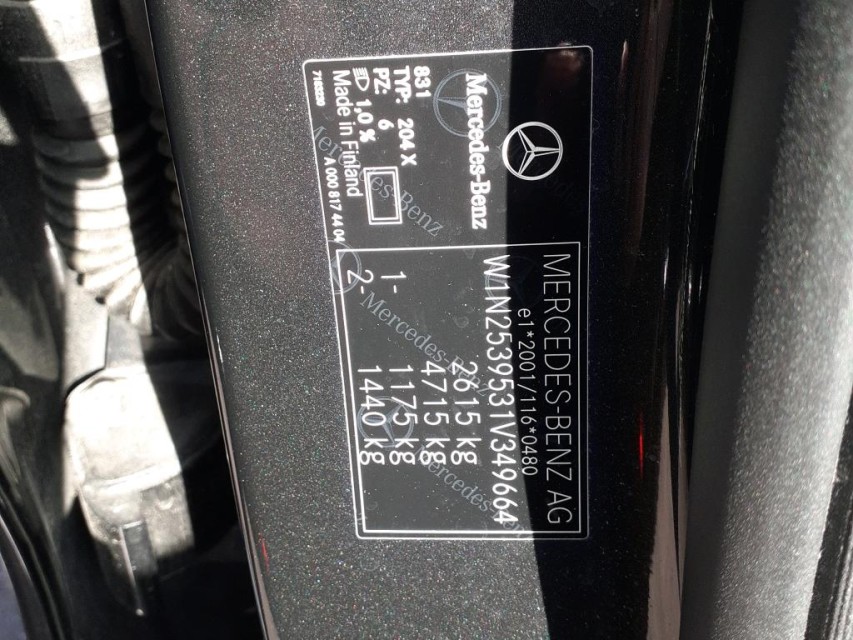 Mercedes-Benz
MERCEDES-BENZ AG
e1*2001/116*0480
W1N2539531V349664
2615 kg
4715 kg
1- 1175 kg
2- 1440 kg
831
TYP: 204 X
PZ: 6
1,0 %
Made in Finland
7185239 A 000 817 44 04